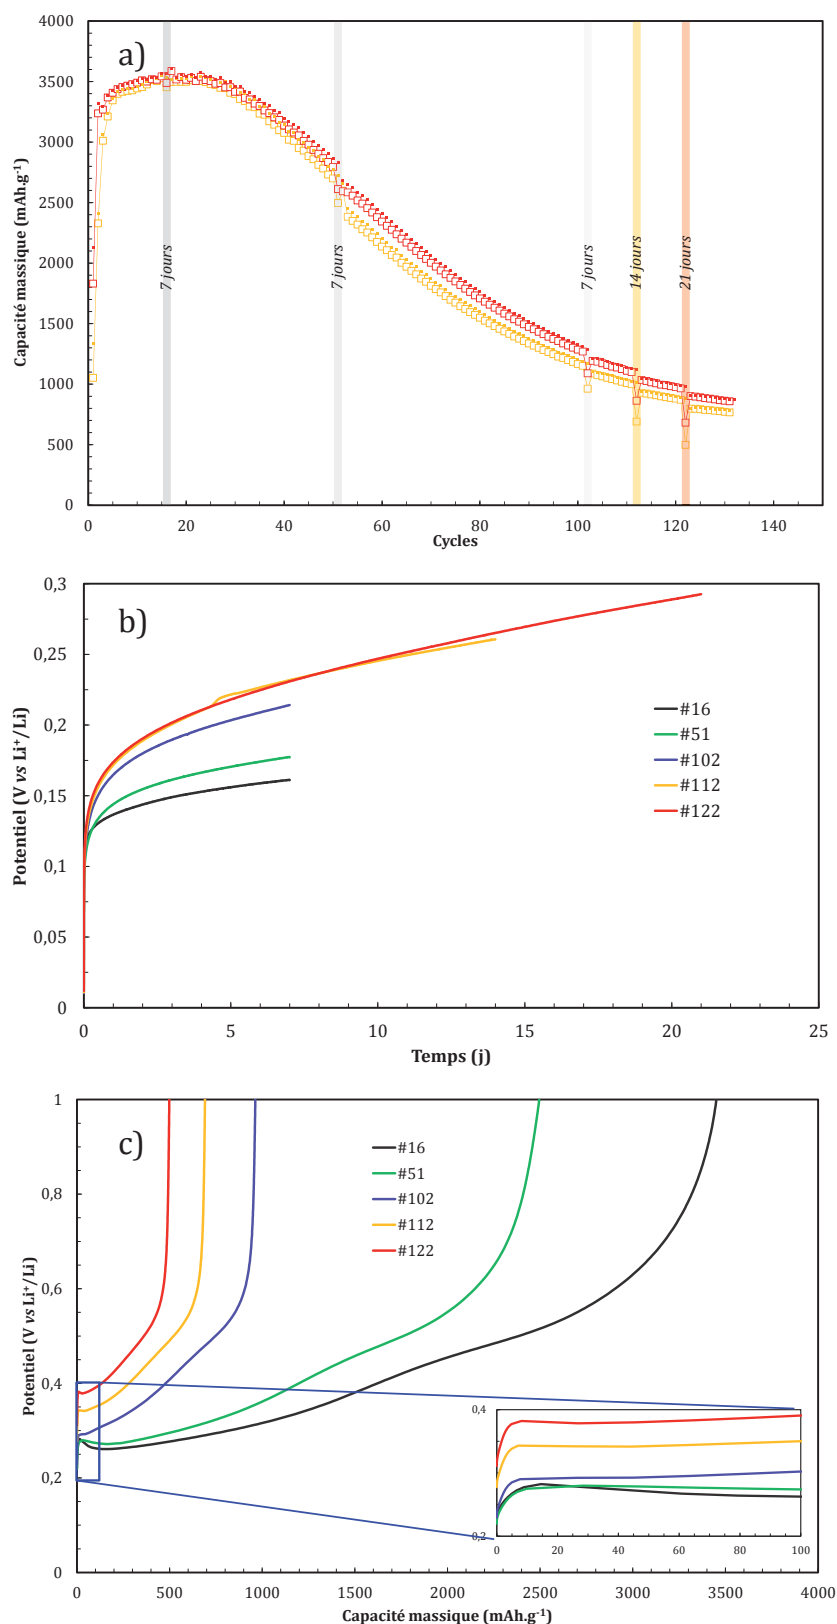 a)
Capacité massique (mAh.g⁻¹)
4000
3500
3000
2500
2000
1500
1000
500
0
7 jours
7 jours
7 jours
14 jours
21 jours
0 20 40 60 80 100 120 140
Cycles
b)
Potentiel (V vs Li⁺/Li)
0,3
0,25
0,2
0,15
0,1
0,05
0
#16
#51
#102
#112
#122
0 5 10 15 20 25
Temps (j)
c)
Potentiel (V vs Li⁺/Li)
1
0,8
0,6
0,4
0,2
0
#16
#51
#102
#112
#122
0,4
0,2
0 20 40 60 80 100
0 500 1000 1500 2000 2500 3000 3500 4000
Capacité massique (mAh.g⁻¹)